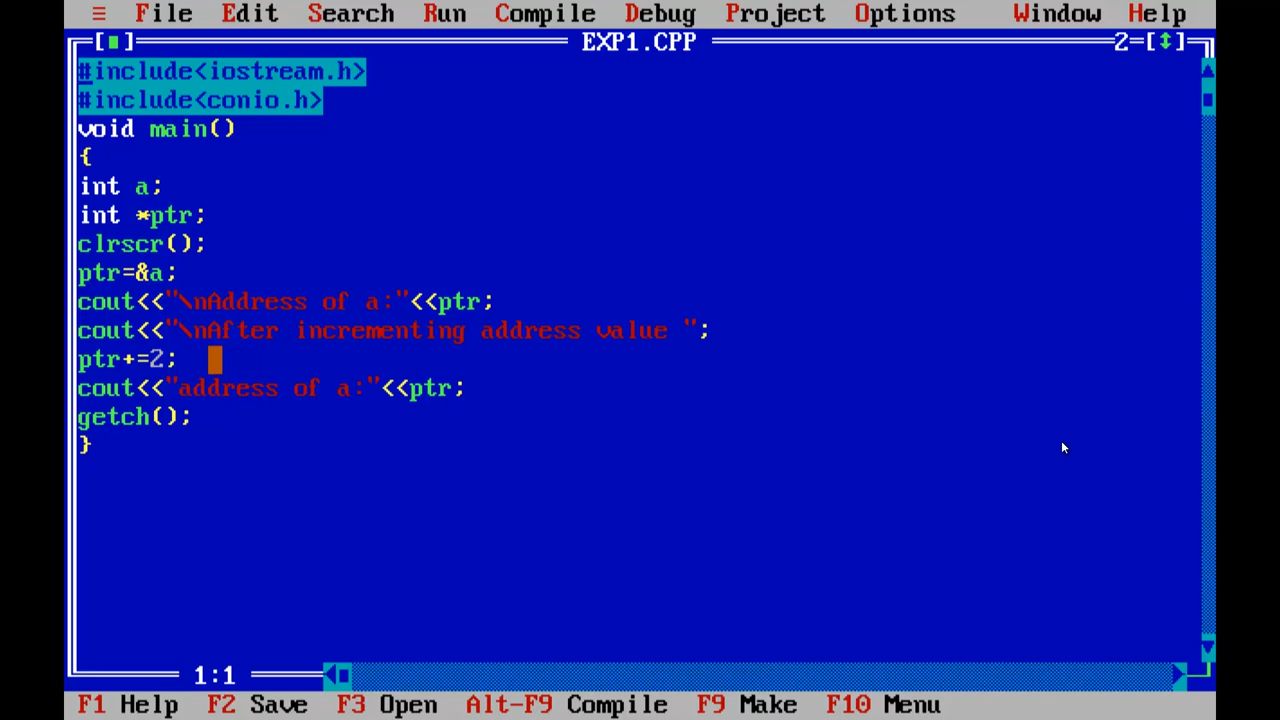 ≡ File Edit Search Run Compile Debug Project Options Window Help
[■] EXP1.CPP 2=[↕]
#include<iostream.h>
#include<conio.h>
void main()
{
int a;
int *ptr;
clrscr();
ptr=&a;
cout<<"\nAddress of a:"<<ptr;
cout<<"\nAfter incrementing address value ";
ptr+=2;
cout<<"address of a:"<<ptr;
getch();
}
1:1
F1 Help F2 Save F3 Open Alt-F9 Compile F9 Make F10 Menu